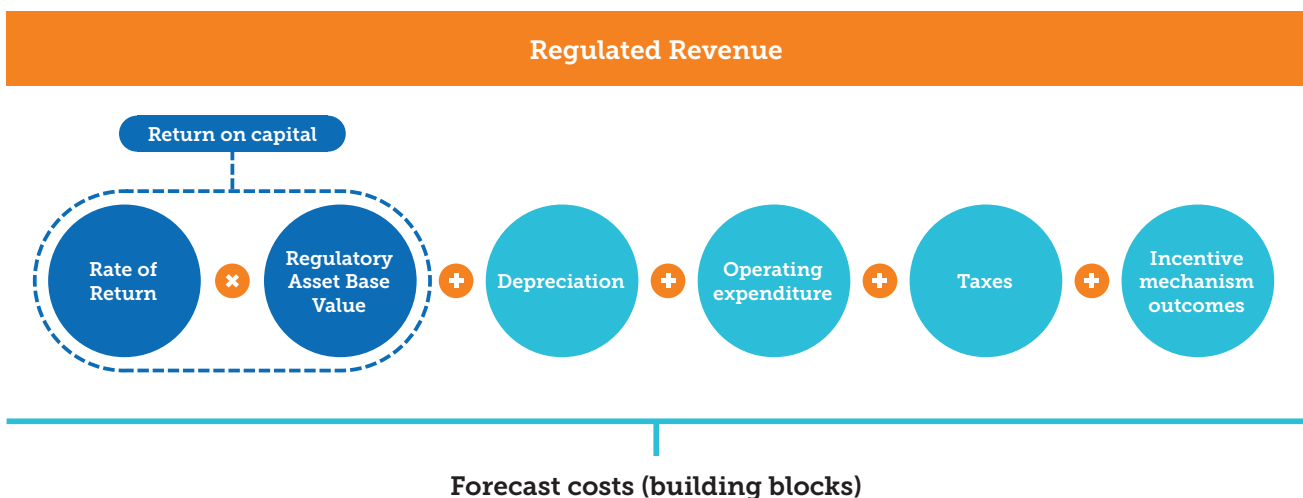 Regulated Revenue
Return on capital
Rate of
Return
Regulatory
Asset Base
Value
Depreciation
Operating
expenditure
Taxes
Incentive
mechanism
outcomes
Forecast costs (building blocks)